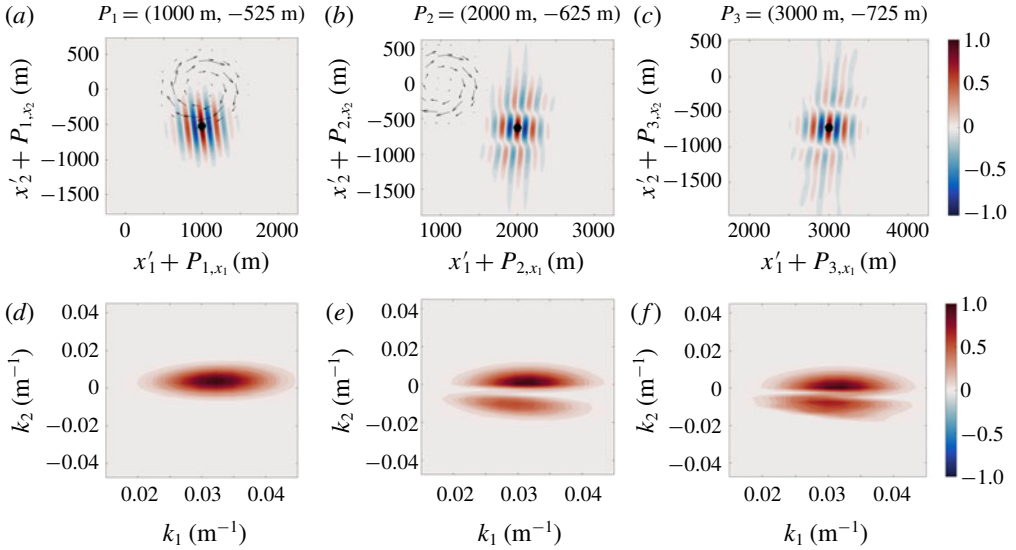 (a) P₁ = (1000 m, −525 m)
(b) P₂ = (2000 m, −625 m)
(c) P₃ = (3000 m, −725 m)
500
0
−500
−1000
−1500
x′₂ + P₁,ₓ₂ (m)
0 1000 2000
x′₁ + P₁,ₓ₁ (m)
500
0
−500
−1000
−1500
x′₂ + P₂,ₓ₂ (m)
1000 2000 3000
x′₁ + P₂,ₓ₁ (m)
500
0
−500
−1000
−1500
x′₂ + P₃,ₓ₂ (m)
2000 3000 4000
x′₁ + P₃,ₓ₁ (m)
1.0
0.5
0
−0.5
−1.0
(d)
0.04
0.02
0
−0.02
−0.04
k₂ (m⁻¹)
0.02 0.03 0.04
k₁ (m⁻¹)
(e)
0.04
0.02
0
−0.02
−0.04
k₂ (m⁻¹)
0.02 0.03 0.04
k₁ (m⁻¹)
(f)
0.04
0.02
0
−0.02
−0.04
k₂ (m⁻¹)
0.02 0.03 0.04
k₁ (m⁻¹)
1.0
0.5
0
−0.5
−1.0